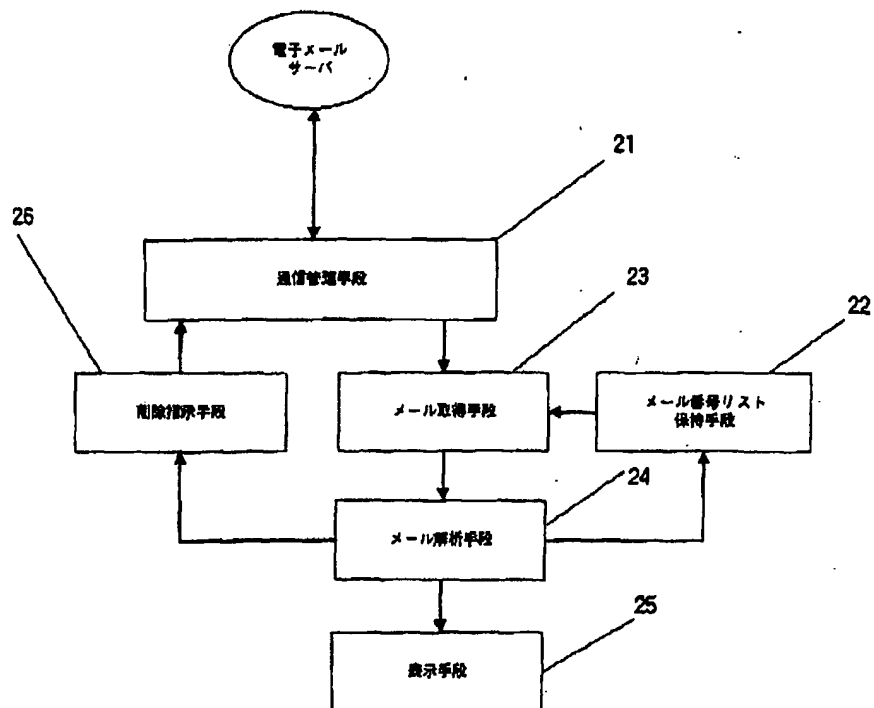 電子メール
サーバ
21
26
通信管理手段
23
22
削除指示手段
メール取得手段
メール番号リスト
保持手段
24
メール解析手段
25
表示手段